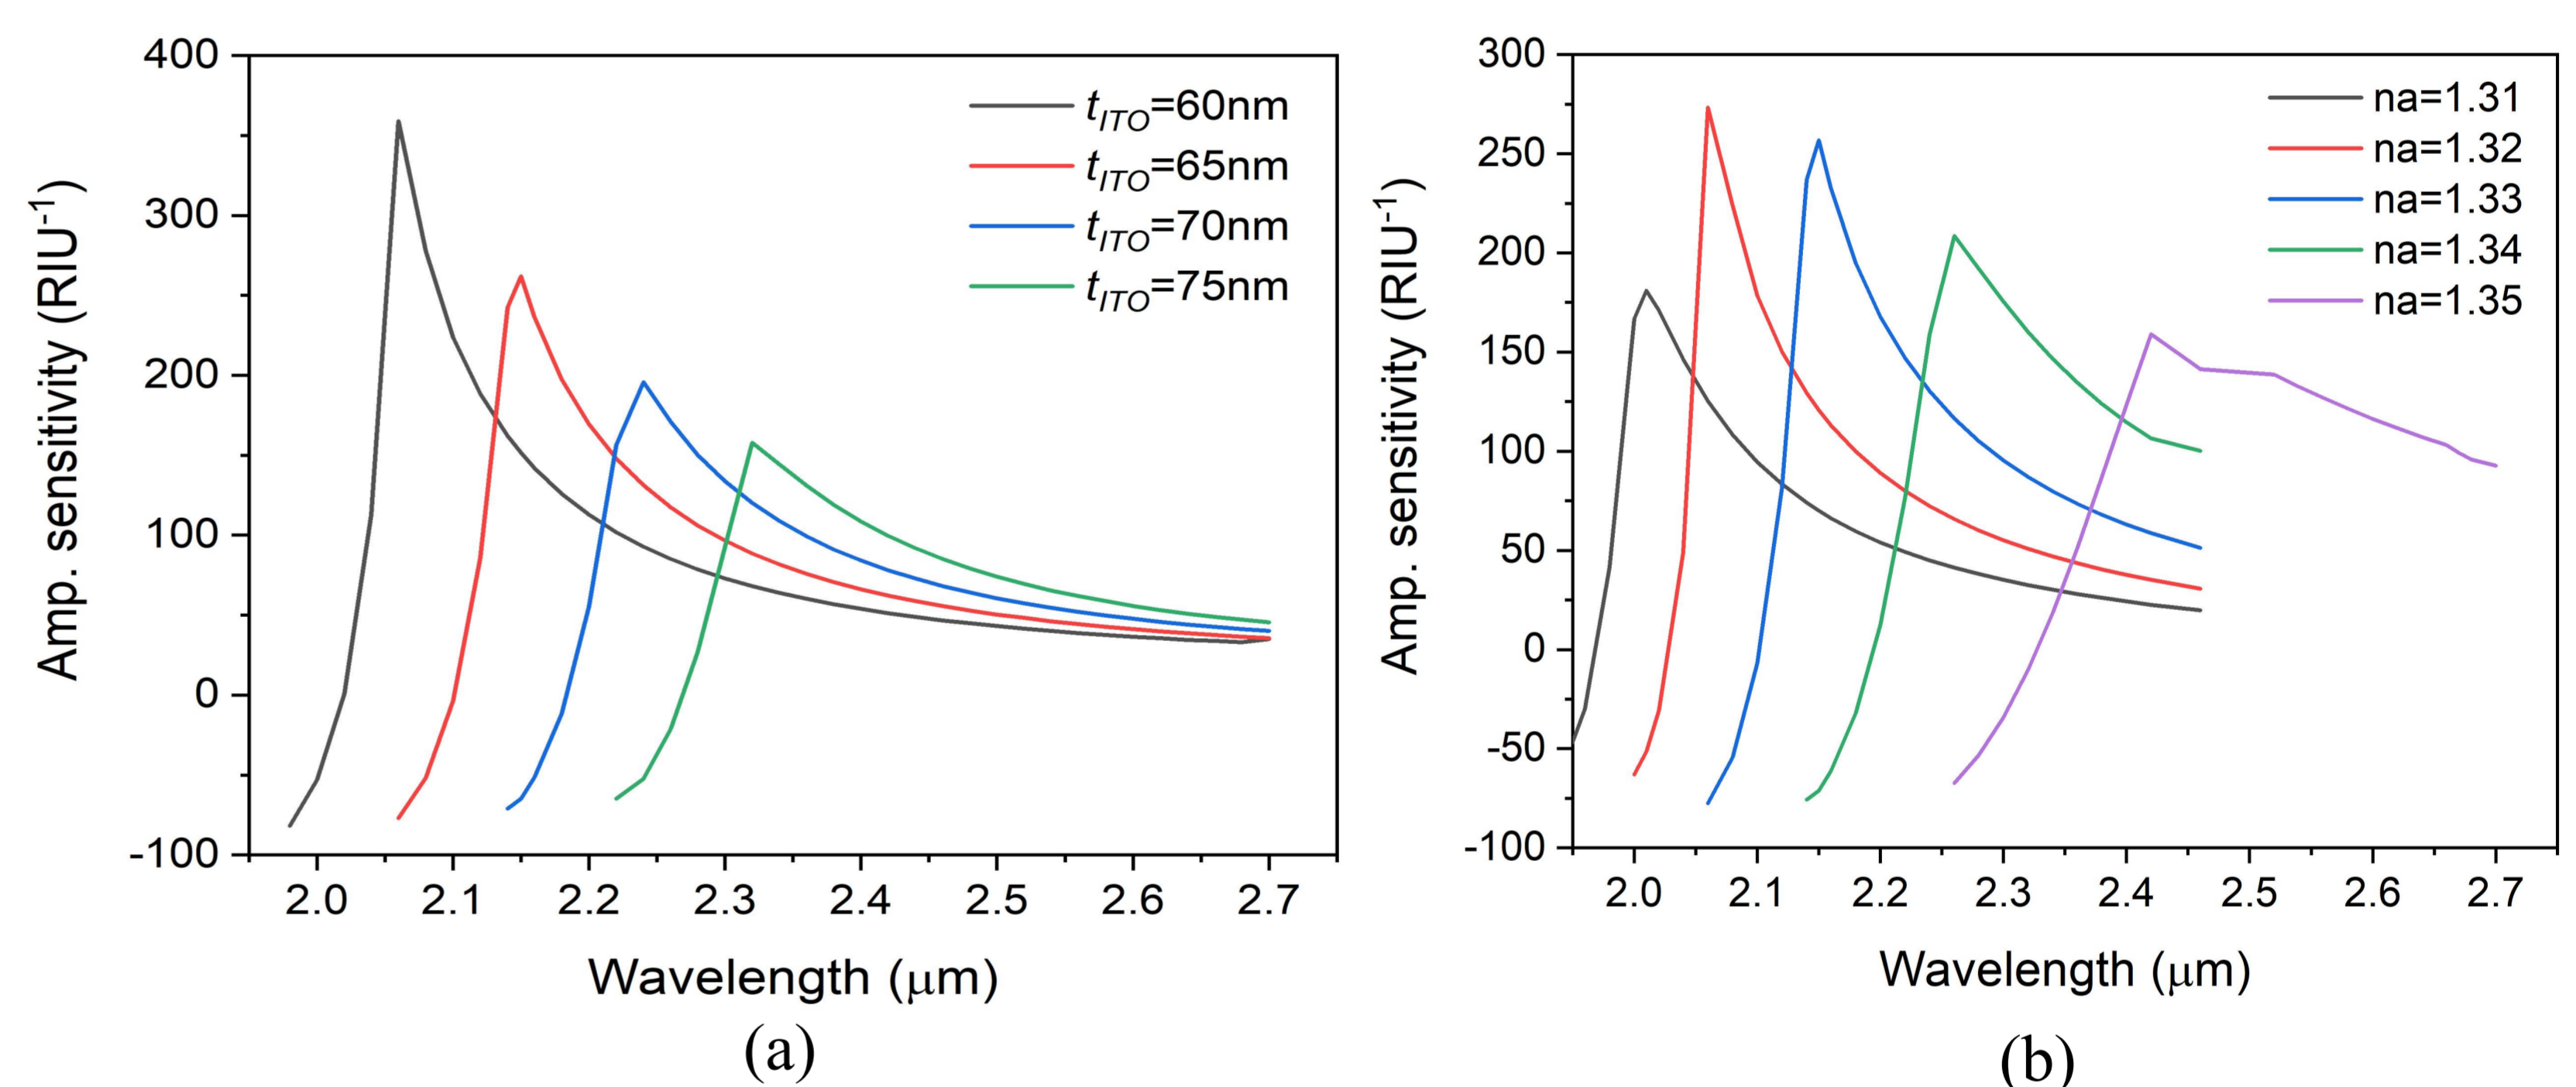 400
300
200
100
0
-100
Amp. sensitivity (RIU-1)
tITO=60nm
tITO=65nm
tITO=70nm
tITO=75nm
2.0 2.1 2.2 2.3 2.4 2.5 2.6 2.7
Wavelength (μm)
(a)
300
250
200
150
100
50
0
-50
-100
Amp. sensitivity (RIU-1)
na=1.31
na=1.32
na=1.33
na=1.34
na=1.35
2.0 2.1 2.2 2.3 2.4 2.5 2.6 2.7
Wavelength (μm)
(b)